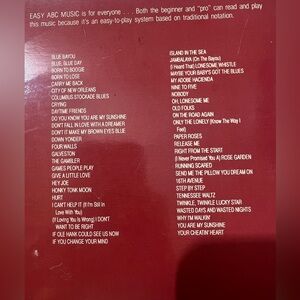 EASY ABC MUSIC is for everyone . . . Both the beginner and "pro" can read and play
this music because it's an easy-to-play system based on traditional notation.
BLUE BAYOU
BLUE, BLUE DAY
BORN TO BOOGIE
BORN TO LOSE
CARRY ME BACK
CITY OF NEW ORLEANS
COLUMBUS STOCKADE BLUES
CRYING
DAYTIME FRIENDS
DO YOU KNOW YOU ARE MY SUNSHINE
DON'T FALL IN LOVE WITH A DREAMER
DON'T IT MAKE MY BROWN EYES BLUE
DOWN YONDER
FOUR WALLS
GALVESTON
THE GAMBLER
GAMES PEOPLE PLAY
GIVE A LITTLE LOVE
HEY JOE
HONKY TONK MOON
HURT
I CAN'T HELP IT (If I'm Still In
Love With You)
(If Loving You Is Wrong) I DON'T
WANT TO BE RIGHT
IF OLE HANK COULD SEE US NOW
IF YOU CHANGE YOUR MIND
ISLAND IN THE SEA
JAMBALAYA (On The Bayou)
(I Heard That) LONESOME WHISTLE
MAYBE YOUR BABY'S GOT THE BLUES
MY ADOBE HACIENDA
NINE TO FIVE
NOBODY
OH, LONESOME ME
OLD FOLKS
ON THE ROAD AGAIN
ONLY THE LONELY (Know The Way I
Feel)
PAPER ROSES
RELEASE ME
RIGHT FROM THE START
(I Never Promised You A) ROSE GARDEN
RUNNING SCARED
SEND ME THE PILLOW YOU DREAM ON
16TH AVENUE
STEP BY STEP
TENNESSEE WALTZ
TWINKLE, TWINKLE LUCKY STAR
WASTED DAYS AND WASTED NIGHTS
WHY I'M WALKIN'
YOU ARE MY SUNSHINE
YOUR CHEATIN' HEART